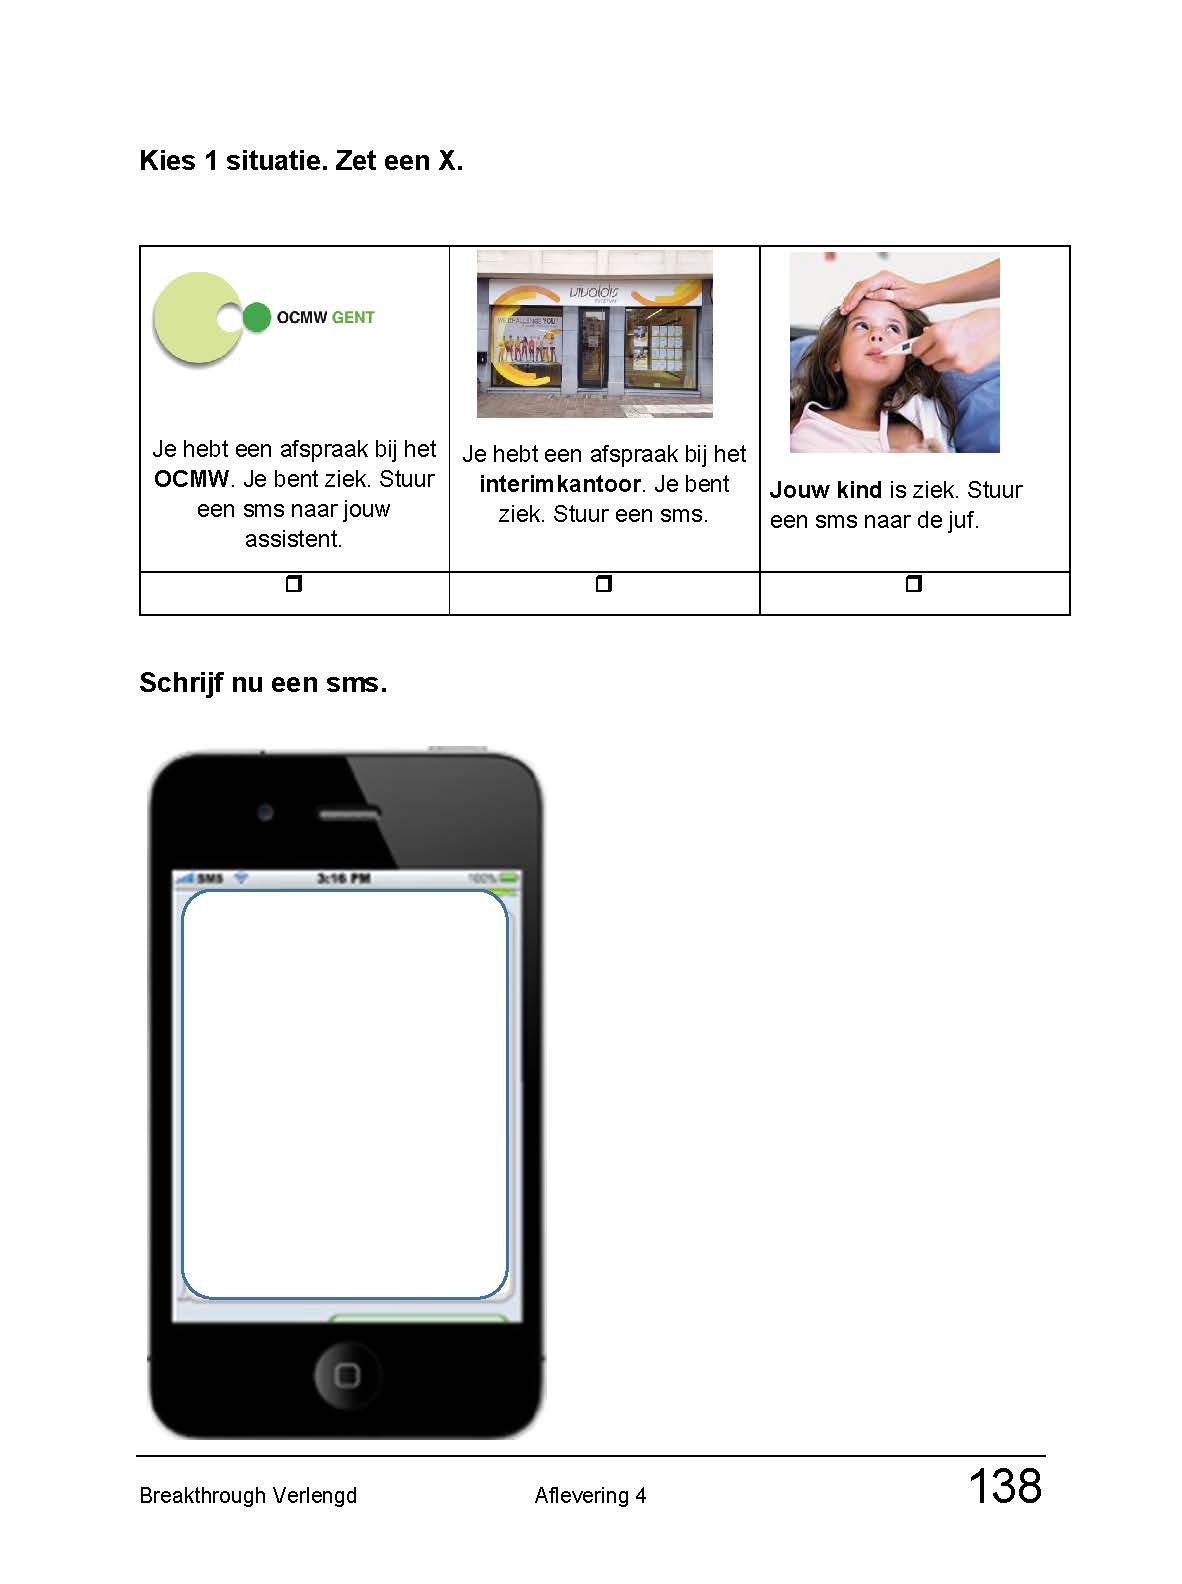 Kies 1 situatie. Zet een X.
OCMW GENT
Je hebt een afspraak bij het
OCMW. Je bent ziek. Stuur
een sms naar jouw
assistent.
vivaldis
WE CHALLENGE YOU
Je hebt een afspraak bij het
interimkantoor. Je bent
ziek. Stuur een sms.
Jouw kind is ziek. Stuur
een sms naar de juf.
Schrijf nu een sms.
SMS 3:16 PM 100%
Breakthrough Verlengd Aflevering 4 138